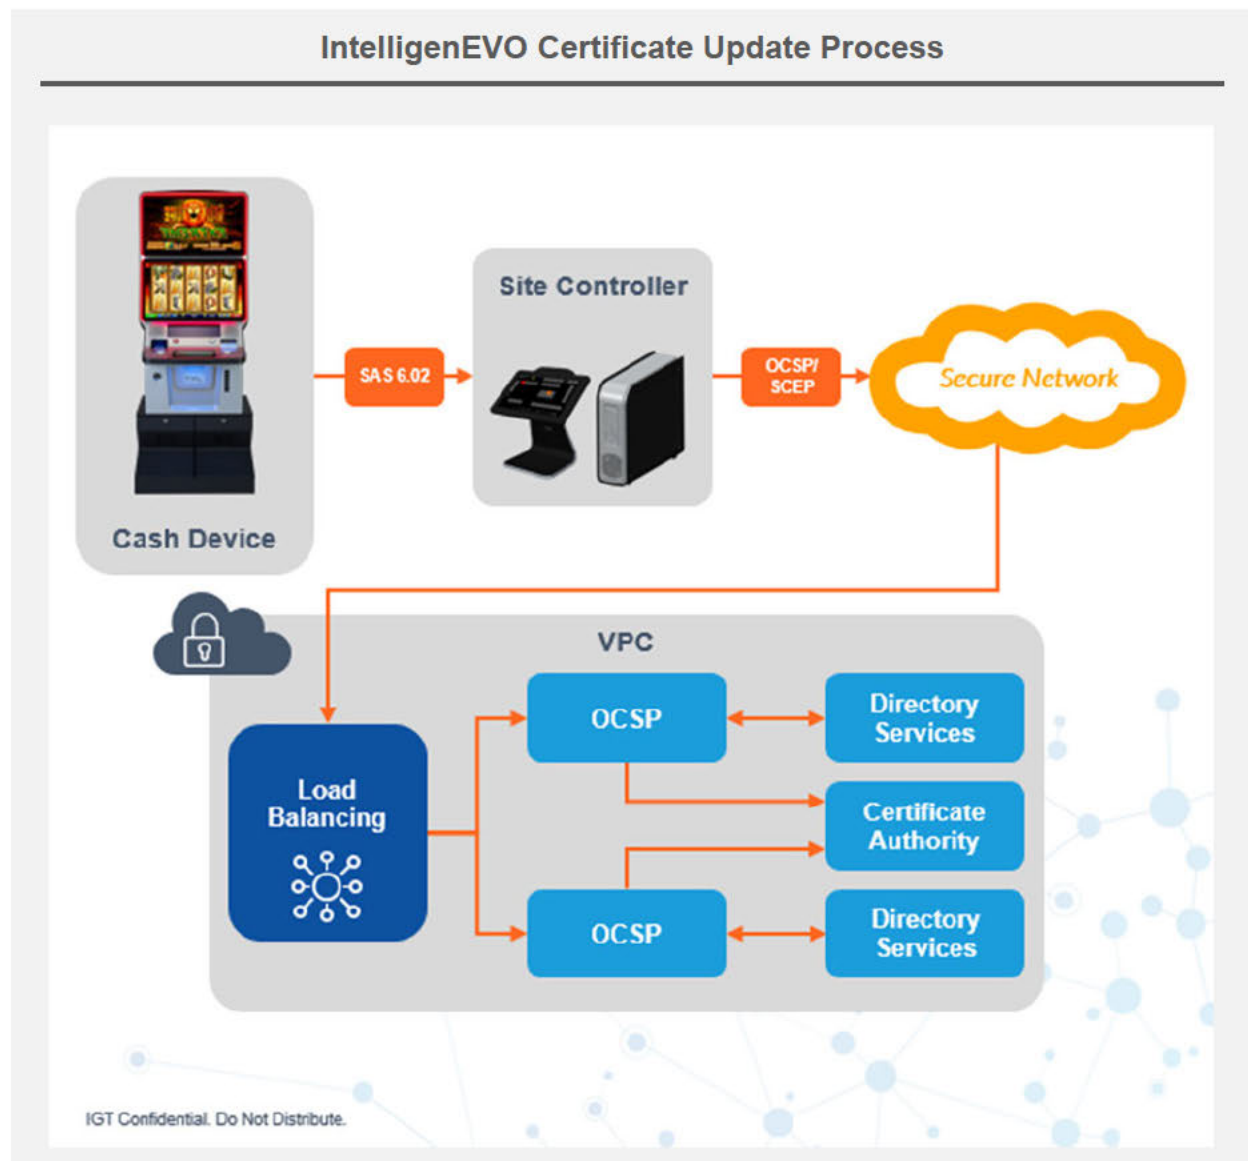 IntelligenEVO Certificate Update Process
Cash Device
SAS 6.02
Site Controller
OCSP/
SCEP
Secure Network
VPC
Load
Balancing
OCSP
Directory
Services
Certificate
Authority
OCSP
Directory
Services
IGT Confidential. Do Not Distribute.